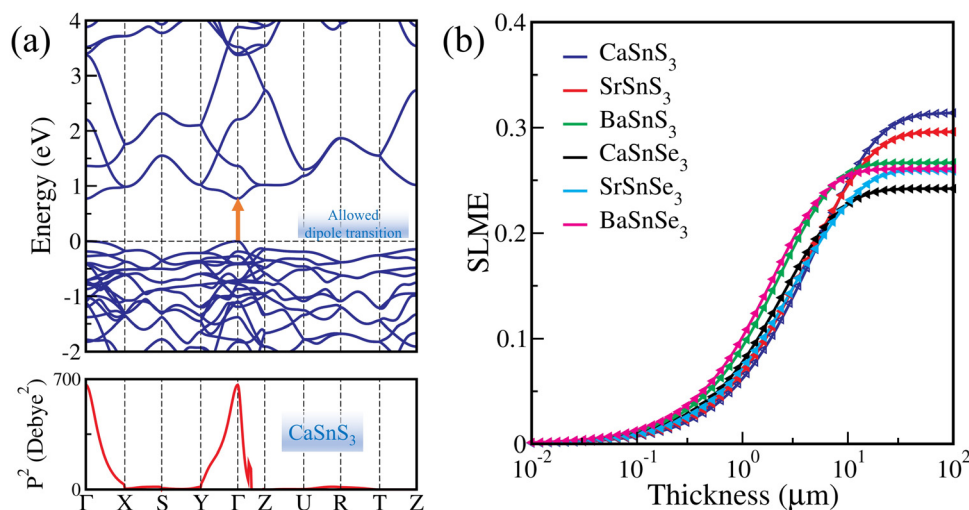 (a)
4
3
2
1
0
-1
-2
Energy (eV)
Allowed
dipole transition
700
0
P² (Debye²)
CaSnS₃
Γ X S Y Γ Z U R T Z
(b)
0.4
0.3
0.2
0.1
0
SLME
CaSnS₃
SrSnS₃
BaSnS₃
CaSnSe₃
SrSnSe₃
BaSnSe₃
10⁻² 10⁻¹ 10⁰ 10¹ 10²
Thickness (μm)